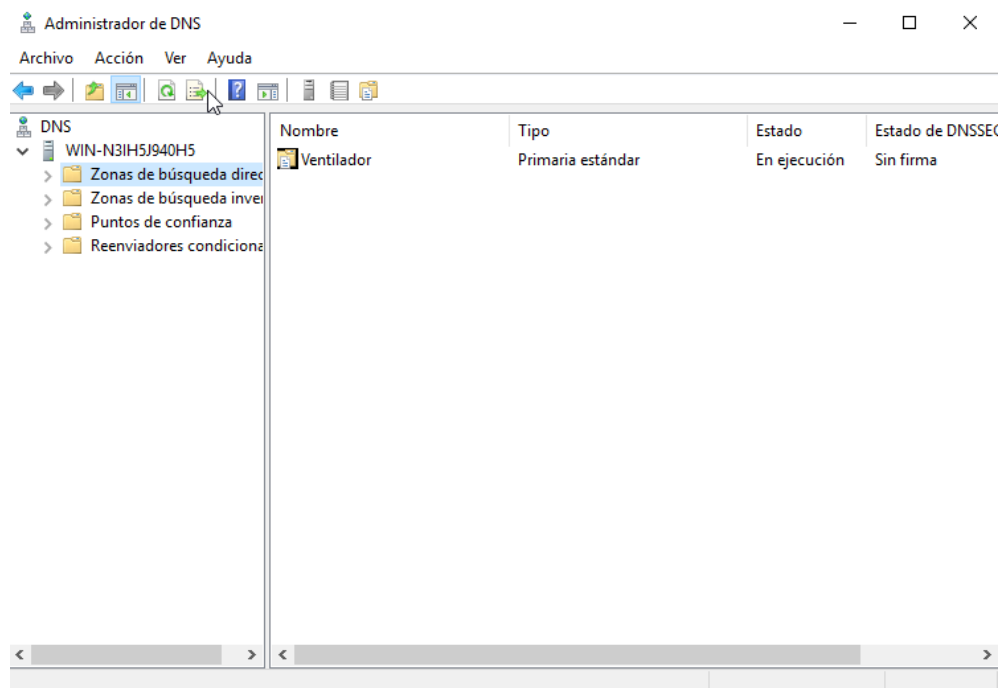 Administrador de DNS
Archivo Acción Ver Ayuda
DNS
WIN-N3IH5J940H5
Zonas de búsqueda direc
Zonas de búsqueda inver
Puntos de confianza
Reenviadores condiciona
Nombre Tipo Estado Estado de DNSSEC
Ventilador Primaria estándar En ejecución Sin firma